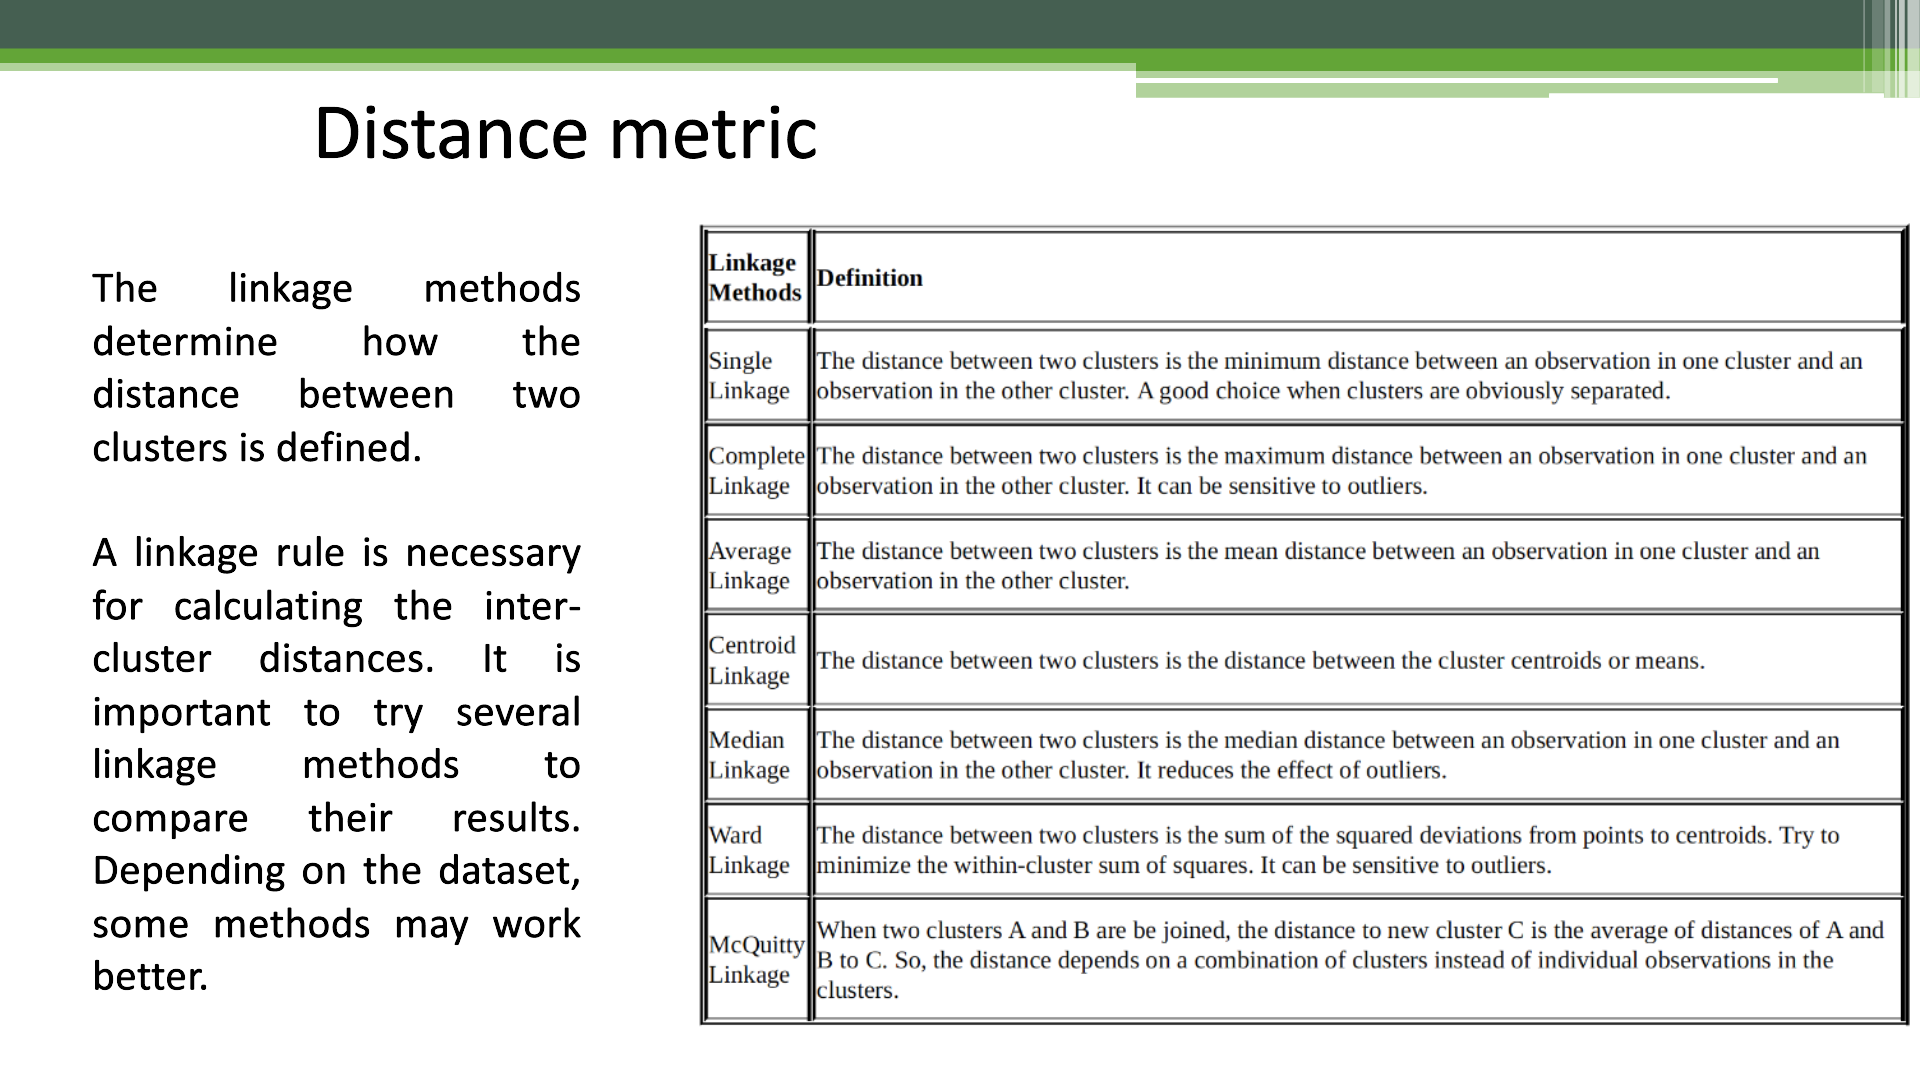 Distance metric
The linkage methods
determine how the
distance between two
clusters is defined.
A linkage rule is necessary
for calculating the inter-
cluster distances. It is
important to try several
linkage methods to
compare their results.
Depending on the dataset,
some methods may work
better.
Linkage
Methods
Definition
Single
Linkage
The distance between two clusters is the minimum distance between an observation in one cluster and an
observation in the other cluster. A good choice when clusters are obviously separated.
Complete
Linkage
The distance between two clusters is the maximum distance between an observation in one cluster and an
observation in the other cluster. It can be sensitive to outliers.
Average
Linkage
The distance between two clusters is the mean distance between an observation in one cluster and an
observation in the other cluster.
Centroid
Linkage
The distance between two clusters is the distance between the cluster centroids or means.
Median
Linkage
The distance between two clusters is the median distance between an observation in one cluster and an
observation in the other cluster. It reduces the effect of outliers.
Ward
Linkage
The distance between two clusters is the sum of the squared deviations from points to centroids. Try to
minimize the within-cluster sum of squares. It can be sensitive to outliers.
McQuitty
Linkage
When two clusters A and B are be joined, the distance to new cluster C is the average of distances of A and
B to C. So, the distance depends on a combination of clusters instead of individual observations in the
clusters.